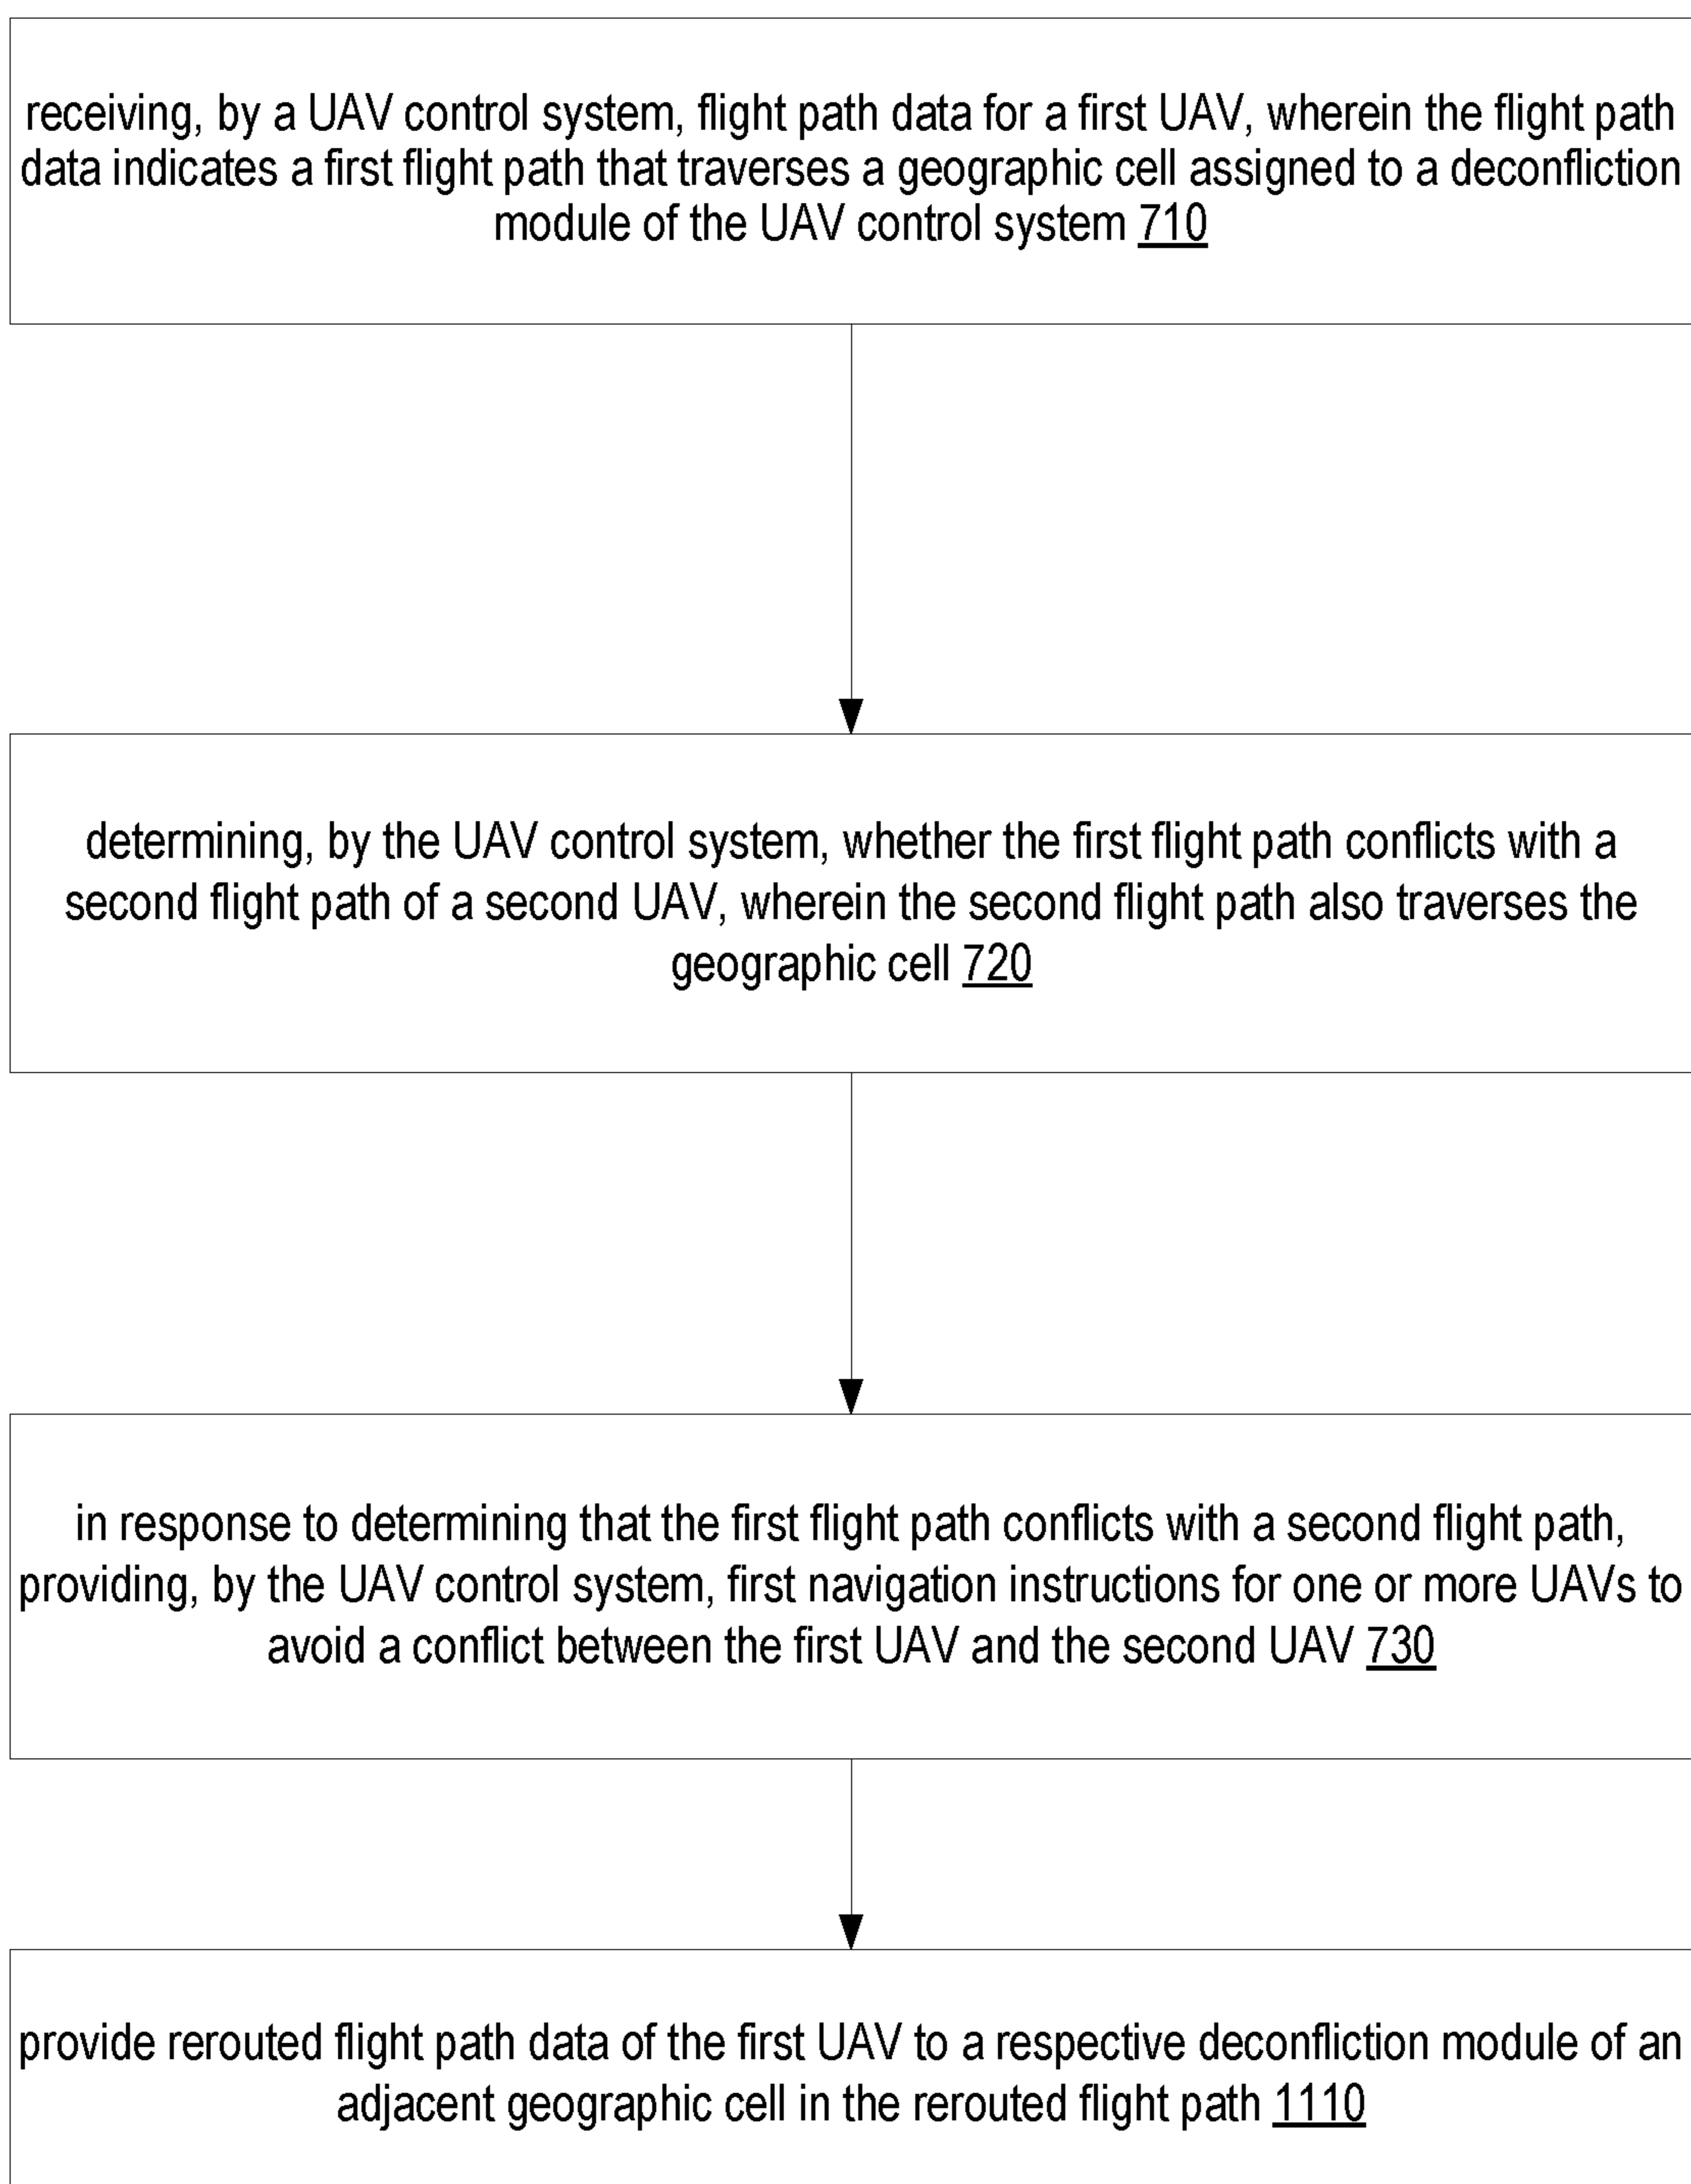 receiving, by a UAV control system, flight path data for a first UAV, wherein the flight path
data indicates a first flight path that traverses a geographic cell assigned to a deconfliction
module of the UAV control system 710
determining, by the UAV control system, whether the first flight path conflicts with a
second flight path of a second UAV, wherein the second flight path also traverses the
geographic cell 720
in response to determining that the first flight path conflicts with a second flight path,
providing, by the UAV control system, first navigation instructions for one or more UAVs to
avoid a conflict between the first UAV and the second UAV 730
provide rerouted flight path data of the first UAV to a respective deconfliction module of an
adjacent geographic cell in the rerouted flight path 1110